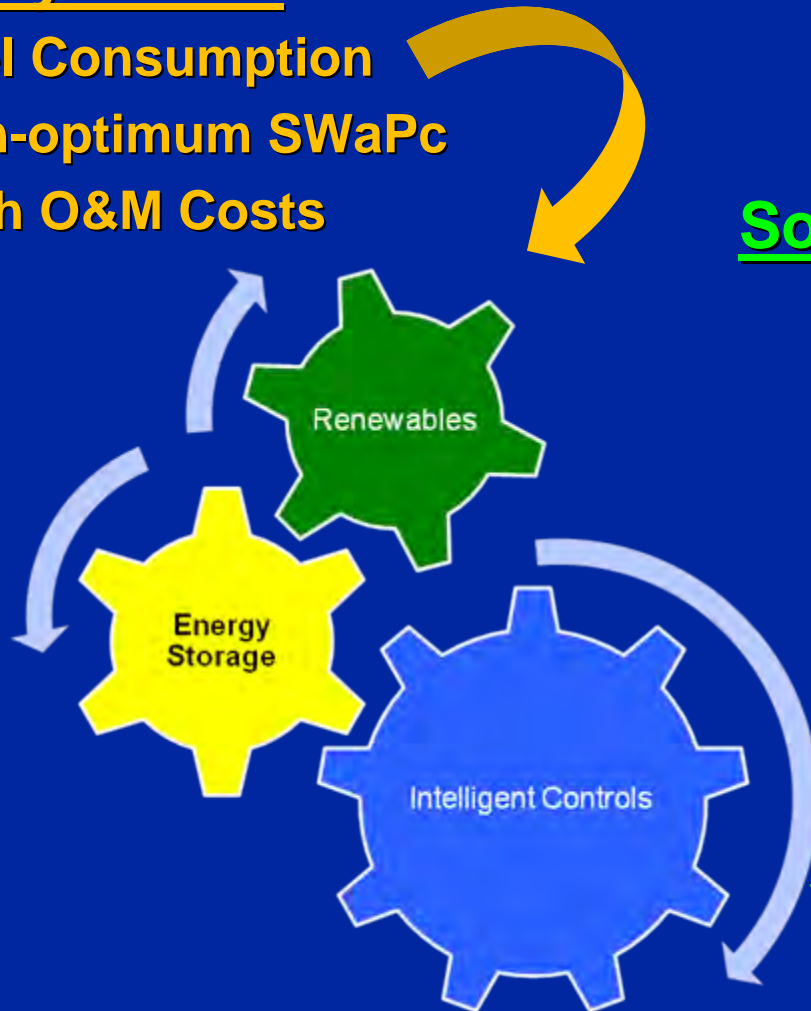 l Consumption
n-optimum SWaPc
h O&M Costs
So
Renewables
Energy
Storage
Intelligent Controls